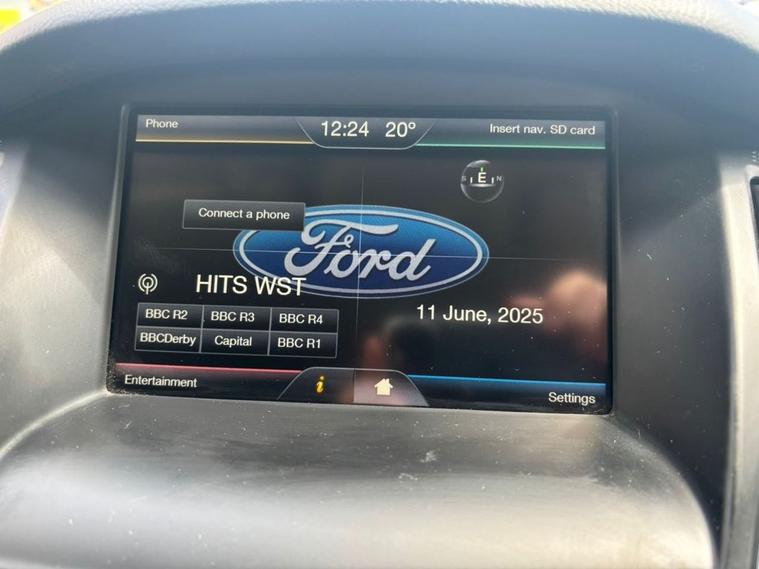 Phone
12:24 20°
Insert nav. SD card
S E N
Connect a phone
Ford
HITS WST
11 June, 2025
BBC R2 BBC R3 BBC R4
BBCDerby Capital BBC R1
Entertainment
i
Settings